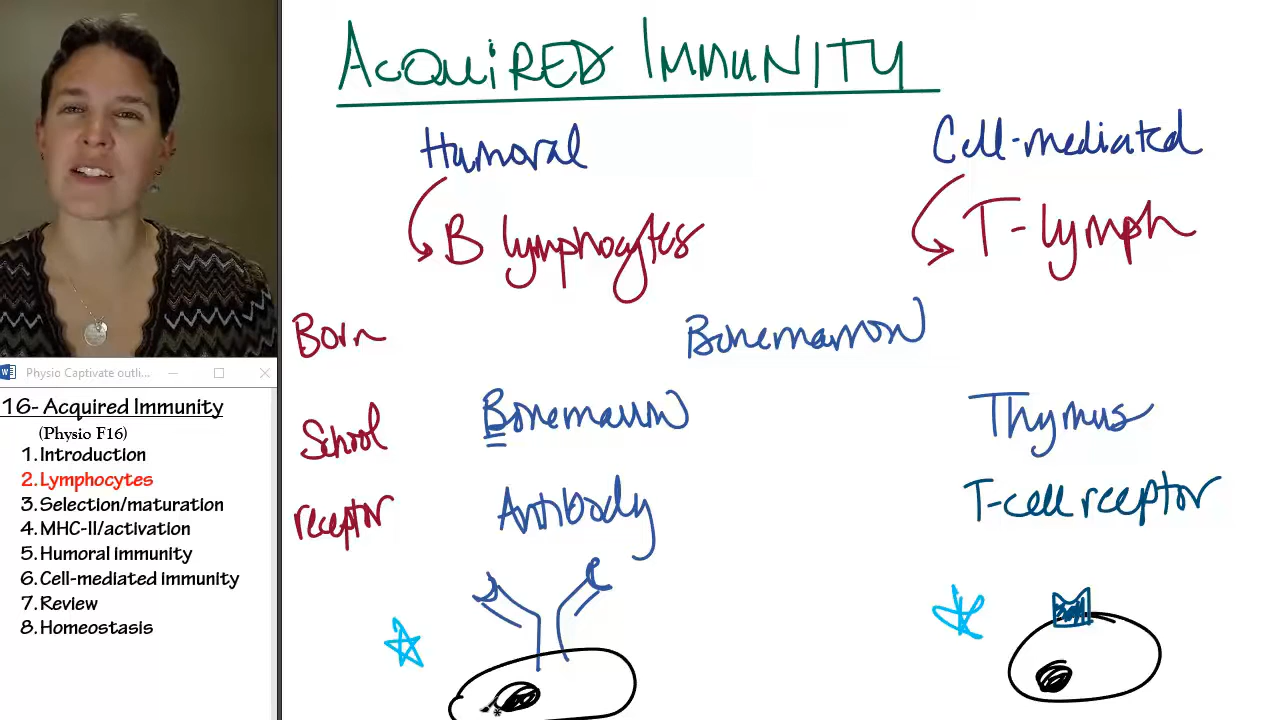 ACQUIRED IMMUNITY
Humoral Cell-mediated
B lymphocytes T-lymph
Born Bonemarrow
School Bonemarrow Thymus
receptor Antibody T-cell receptor
Physio Captivate outli...
16- Acquired Immunity
(Physio F16)
1. Introduction
2. Lymphocytes
3. Selection/maturation
4. MHC-II/activation
5. Humoral immunity
6. Cell-mediated immunity
7. Review
8. Homeostasis